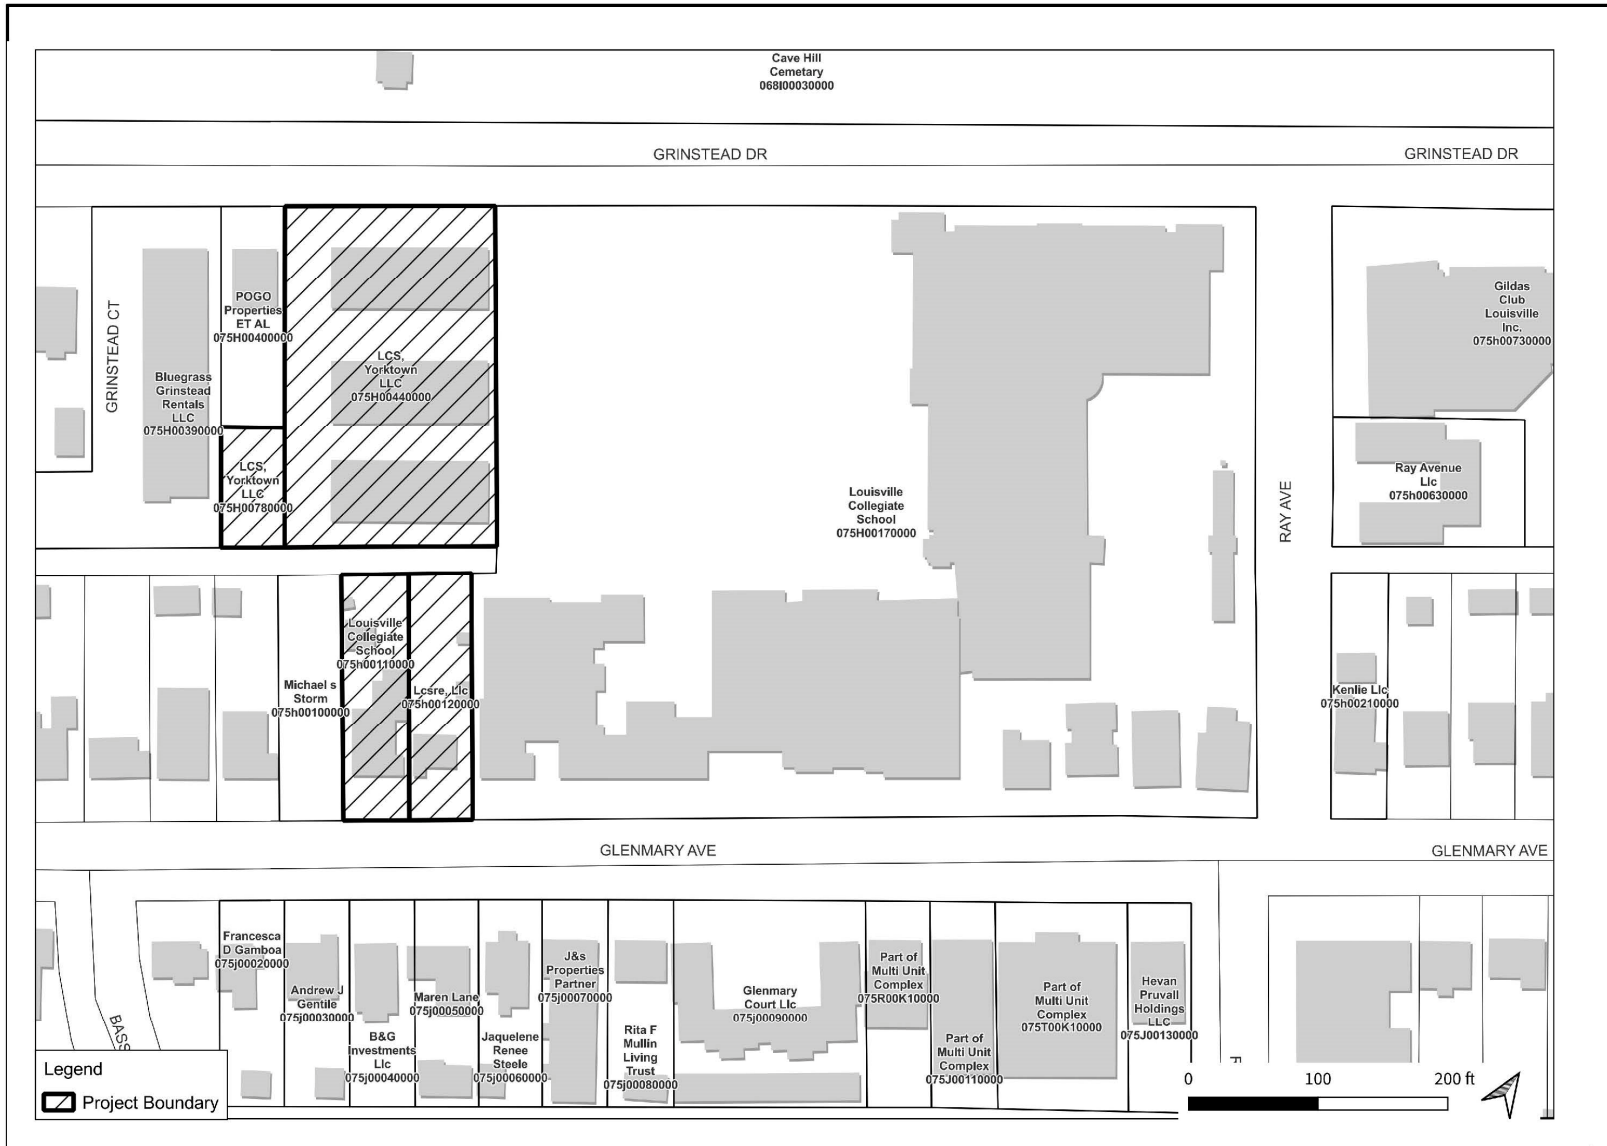 Cave Hill
Cemetary
068I00030000
GRINSTEAD DR
GRINSTEAD DR
GRINSTEAD CT
POGO
Properties
ET AL
075H00400000
Bluegrass
Grinstead
Rentals
LLC
075H00390000
LCS,
Yorktown
LLC
075H00440000
LCS,
Yorktown
LLC
075H00780000
Louisville
Collegiate
School
075H00170000
RAY AVE
Gildas
Club
Louisville
Inc.
075h00730000
Ray Avenue
Llc
075h00630000
Michael s
Storm
075h00100000
Louisville
Collegiate
School
075h00110000
Lcsre, Llc
075h00120000
Kenlie Llc
075h00210000
GLENMARY AVE
GLENMARY AVE
BASS
Francesca
D Gamboa
075j00020000
Andrew J
Gentile
075j00030000
B&G
Investments
Llc
075j00040000
Maren Lane
075j00050000
Jaquelene
Renee
Steele
075j00060000
J&s
Properties
Partner
075j00070000
Rita F
Mullin
Living
Trust
075j00080000
Glenmary
Court Llc
075j00090000
Part of
Multi Unit
Complex
075R00K10000
Part of
Multi Unit
Complex
075J00110000
Part of
Multi Unit
Complex
075T00K10000
Hevan
Pruvall
Holdings
LLC
075J00130000
Legend
Project Boundary
0 100 200 ft